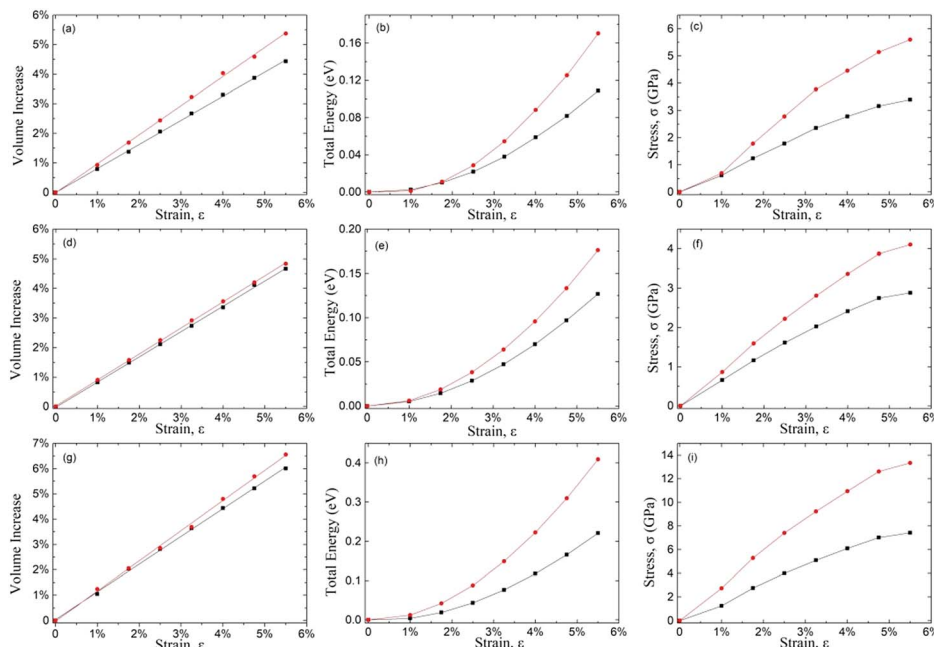 (a)
Volume Increase
6%
5%
4%
3%
2%
1%
0
0 1% 2% 3% 4% 5% 6%
Strain, ε
(b)
Total Energy (eV)
0.16
0.12
0.08
0.04
0.00
0 1% 2% 3% 4% 5% 6%
Strain, ε
(c)
Stress, σ (GPa)
6
5
4
3
2
1
0
0 1% 2% 3% 4% 5% 6%
Strain, ε
(d)
Volume Increase
6%
5%
4%
3%
2%
1%
0
0 1% 2% 3% 4% 5% 6%
Strain, ε
(e)
Total Energy (eV)
0.20
0.15
0.10
0.05
0.00
0 1% 2% 3% 4% 5% 6%
Strain, ε
(f)
Stress, σ (GPa)
4
3
2
1
0
0 1% 2% 3% 4% 5% 6%
Strain, ε
(g)
Volume Increase
7%
6%
5%
4%
3%
2%
1%
0
0 1% 2% 3% 4% 5% 6%
Strain, ε
(h)
Total Energy (eV)
0.4
0.3
0.2
0.1
0.0
0 1% 2% 3% 4% 5% 6%
Strain, ε
(i)
Stress, σ (GPa)
14
12
10
8
6
4
2
0
0 1% 2% 3% 4% 5% 6%
Strain, ε